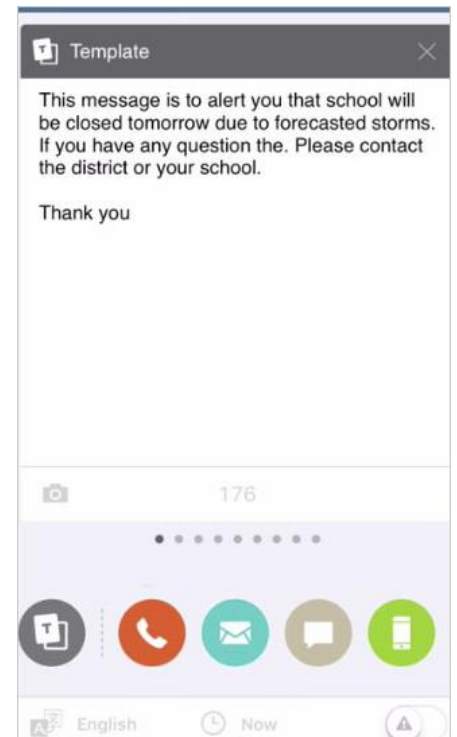 Template
This message is to alert you that school will
be closed tomorrow due to forecasted storms.
If you have any question the. Please contact
the district or your school.
Thank you
176
English
Now